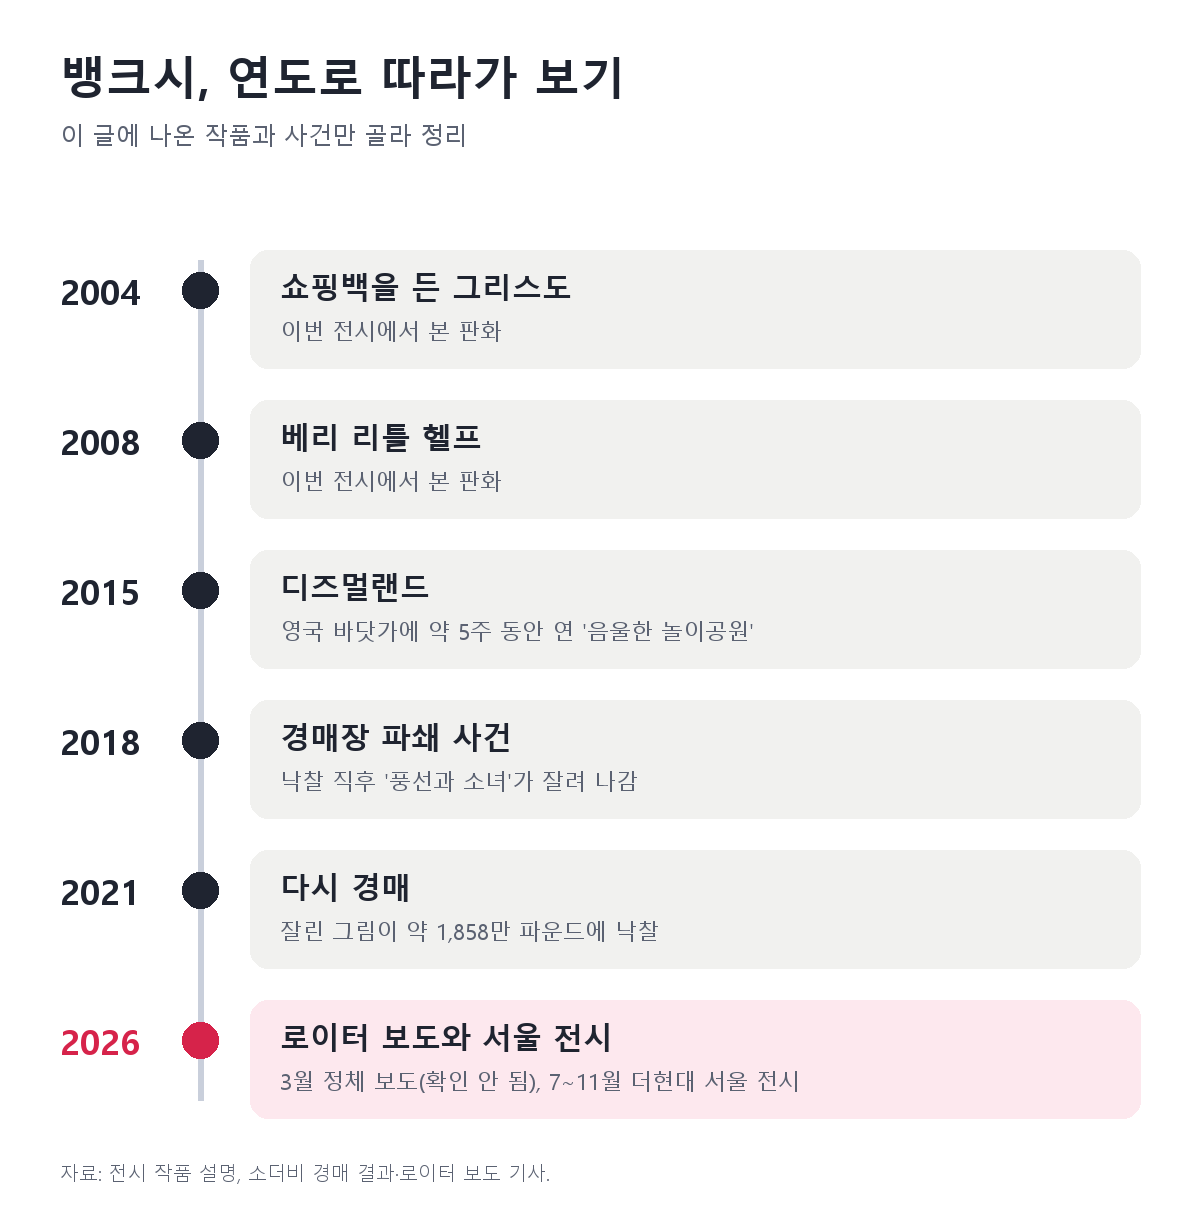 뱅크시, 연도로 따라가 보기
이 글에 나온 작품과 사건만 골라 정리
2004
쇼핑백을 든 그리스도
이번 전시에서 본 판화
2008
베리 리틀 헬프
이번 전시에서 본 판화
2015
디즈멀랜드
영국 바닷가에 약 5주 동안 연 '음울한 놀이공원'
2018
경매장 파쇄 사건
낙찰 직후 '풍선과 소녀'가 잘려 나감
2021
다시 경매
잘린 그림이 약 1,858만 파운드에 낙찰
2026
로이터 보도와 서울 전시
3월 정체 보도(확인 안 됨), 7~11월 더현대 서울 전시
자료: 전시 작품 설명, 소더비 경매 결과·로이터 보도 기사.